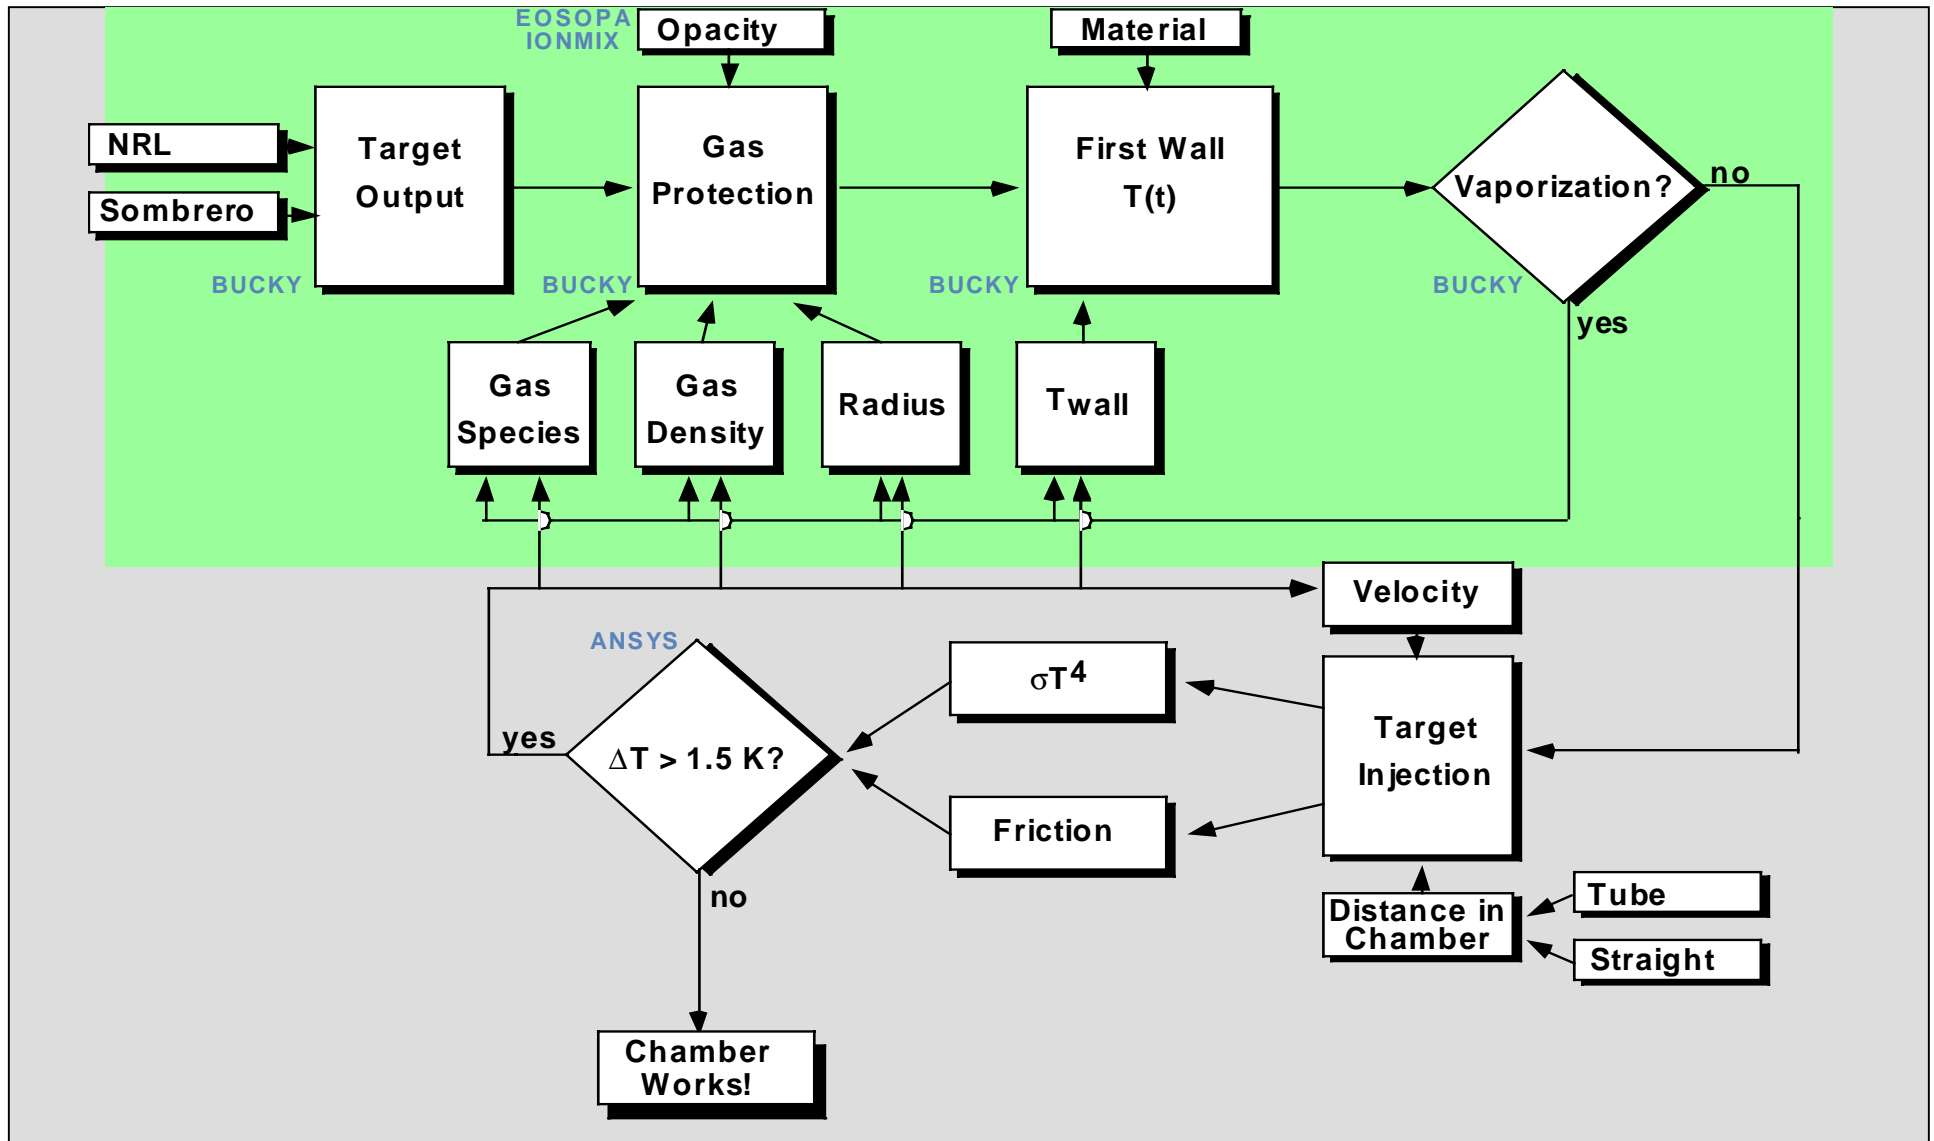 EOSOPA
IONMIX
Opacity
Material
NRL
Sombrero
Target
Output
Gas
Protection
First Wall
T(t)
Vaporization?
no
yes
BUCKY
BUCKY
BUCKY
BUCKY
Gas
Species
Gas
Density
Radius
Twall
Velocity
ANSYS
σT4
yes
ΔT > 1.5 K?
Target
Injection
Friction
no
Distance in
Chamber
Tube
Straight
Chamber
Works!